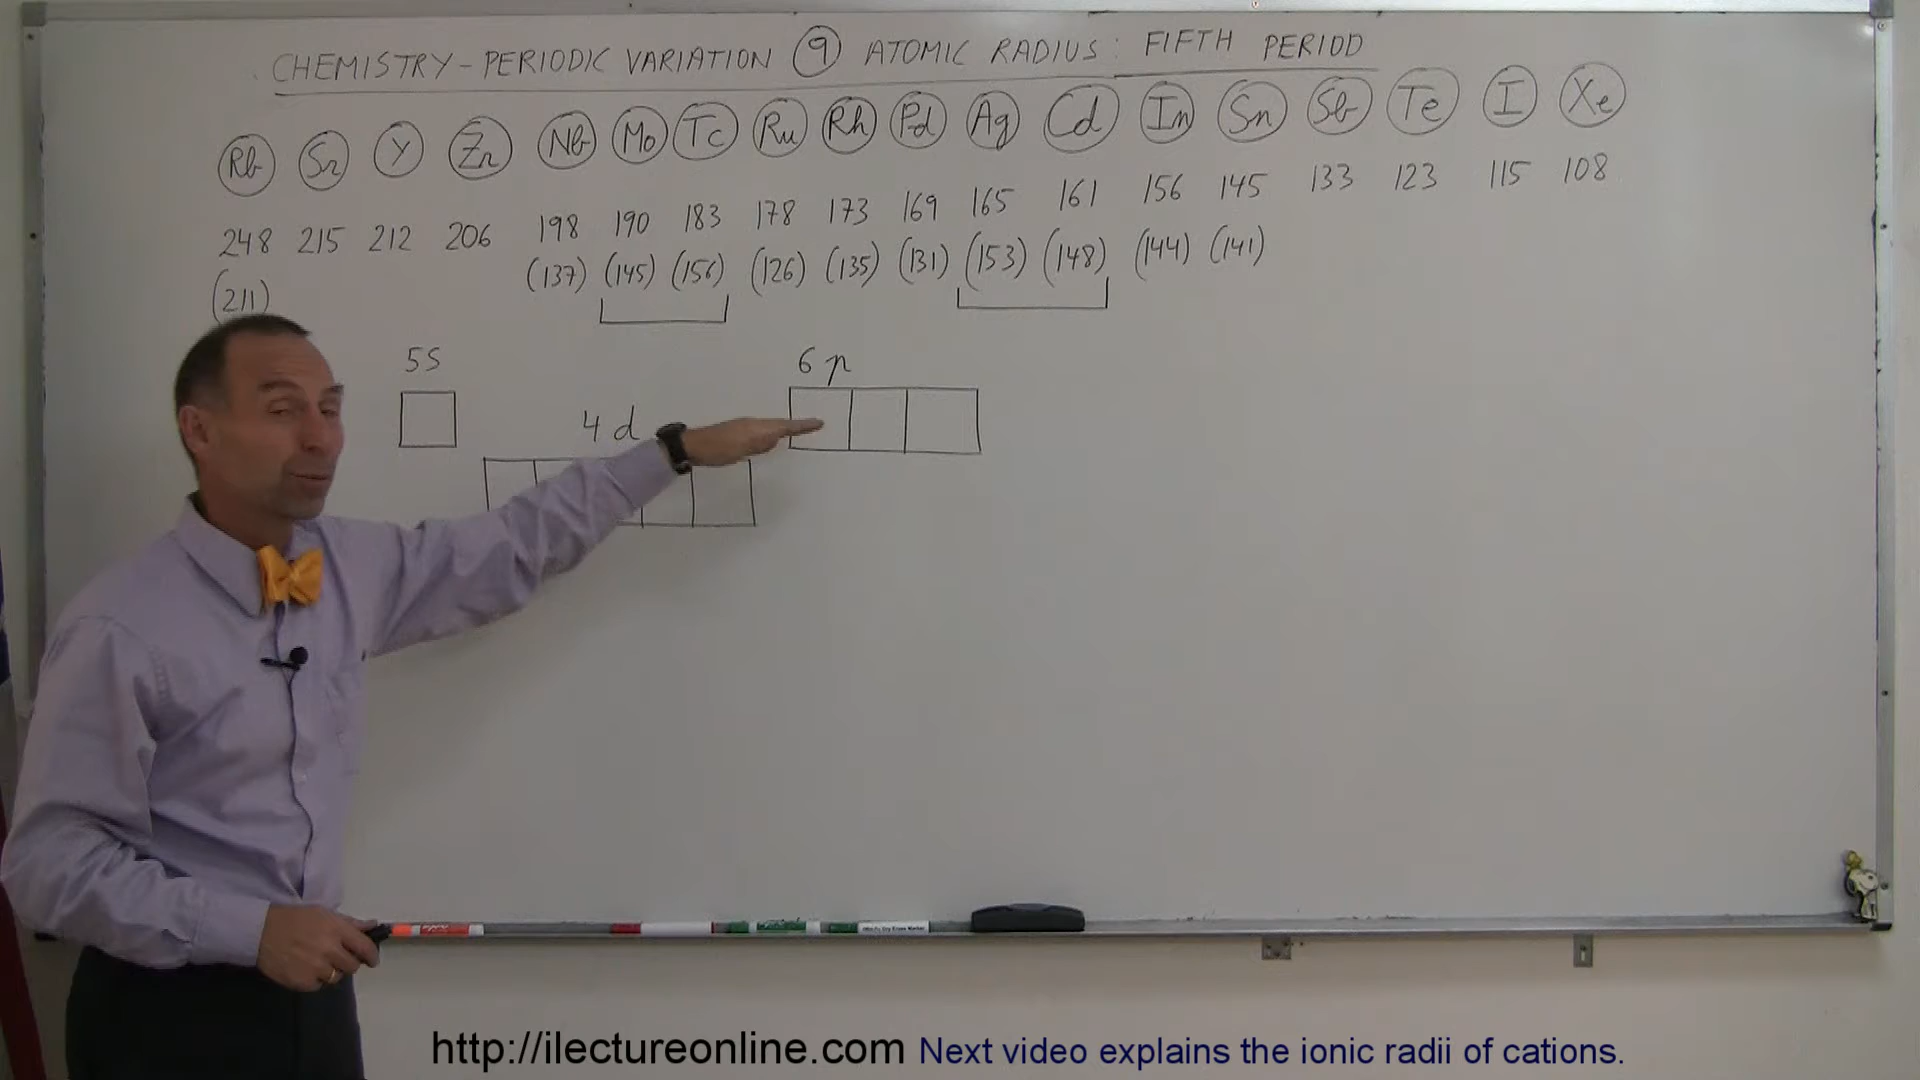 CHEMISTRY - PERIODIC VARIATION 9 ATOMIC RADIUS: FIFTH PERIOD
Rb Sr Y Zr Nb Mo Tc Ru Rh Pd Ag Cd In Sn Sb Te I Xe
248 215 212 206 198 190 183 178 173 169 165 161 156 145 133 123 115 108
(211) (137) (145) (156) (126) (135) (131) (153) (148) (144) (141)
5S 6p
4d
http://ilectureonline.com Next video explains the ionic radii of cations.